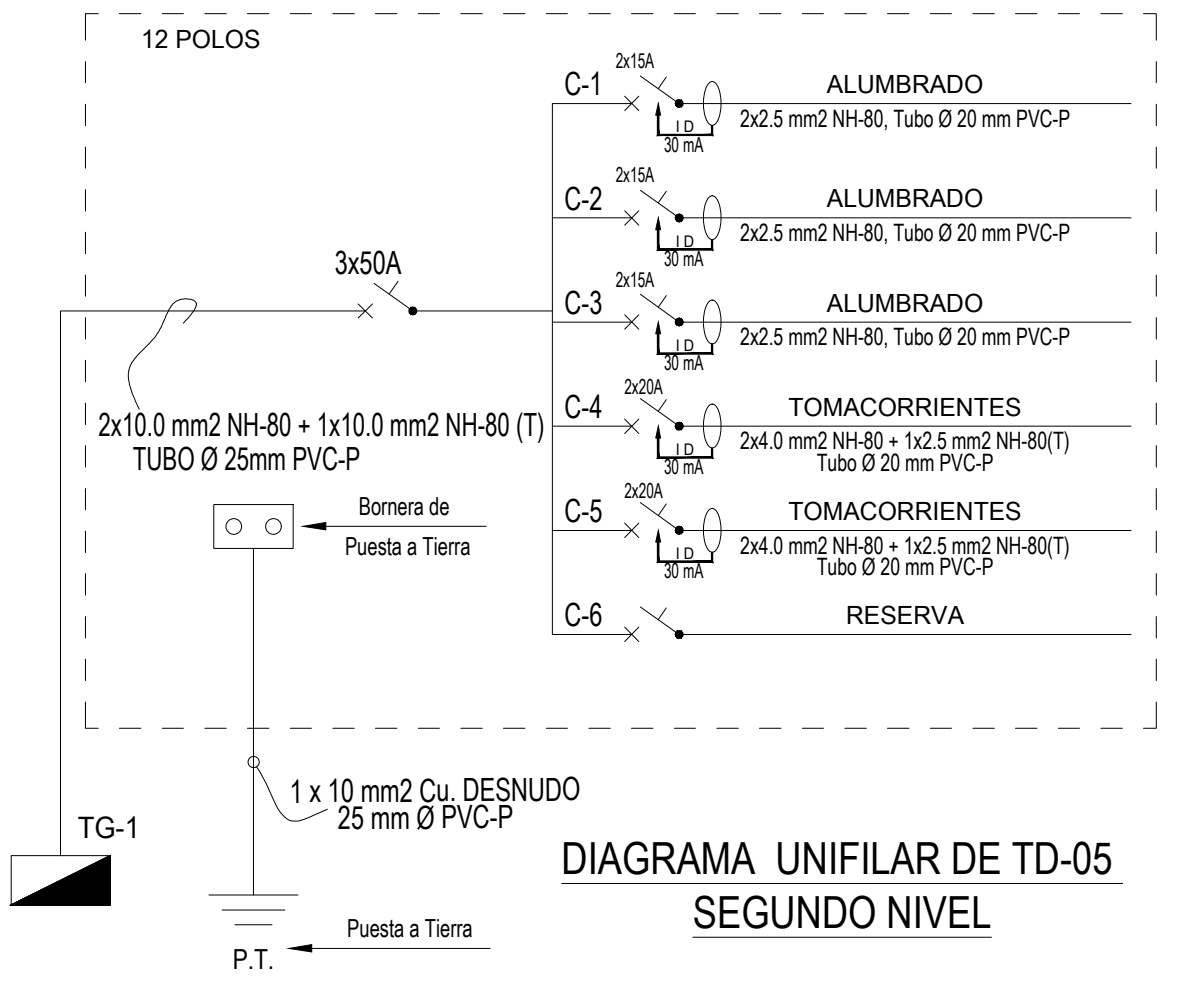 12 POLOS
C-1
2x15A
I D
30 mA
ALUMBRADO
2x2.5 mm2 NH-80, Tubo Ø 20 mm PVC-P
C-2
2x15A
I D
30 mA
ALUMBRADO
2x2.5 mm2 NH-80, Tubo Ø 20 mm PVC-P
3x50A
C-3
2x15A
I D
30 mA
ALUMBRADO
2x2.5 mm2 NH-80, Tubo Ø 20 mm PVC-P
2x10.0 mm2 NH-80 + 1x10.0 mm2 NH-80 (T)
TUBO Ø 25mm PVC-P
C-4
2x20A
I D
30 mA
TOMACORRIENTES
2x4.0 mm2 NH-80 + 1x2.5 mm2 NH-80(T)
Tubo Ø 20 mm PVC-P
Bornera de
Puesta a Tierra
C-5
2x20A
I D
30 mA
TOMACORRIENTES
2x4.0 mm2 NH-80 + 1x2.5 mm2 NH-80(T)
Tubo Ø 20 mm PVC-P
C-6
RESERVA
1 x 10 mm2 Cu. DESNUDO
25 mm Ø PVC-P
TG-1
DIAGRAMA UNIFILAR DE TD-05
SEGUNDO NIVEL
Puesta a Tierra
P.T.